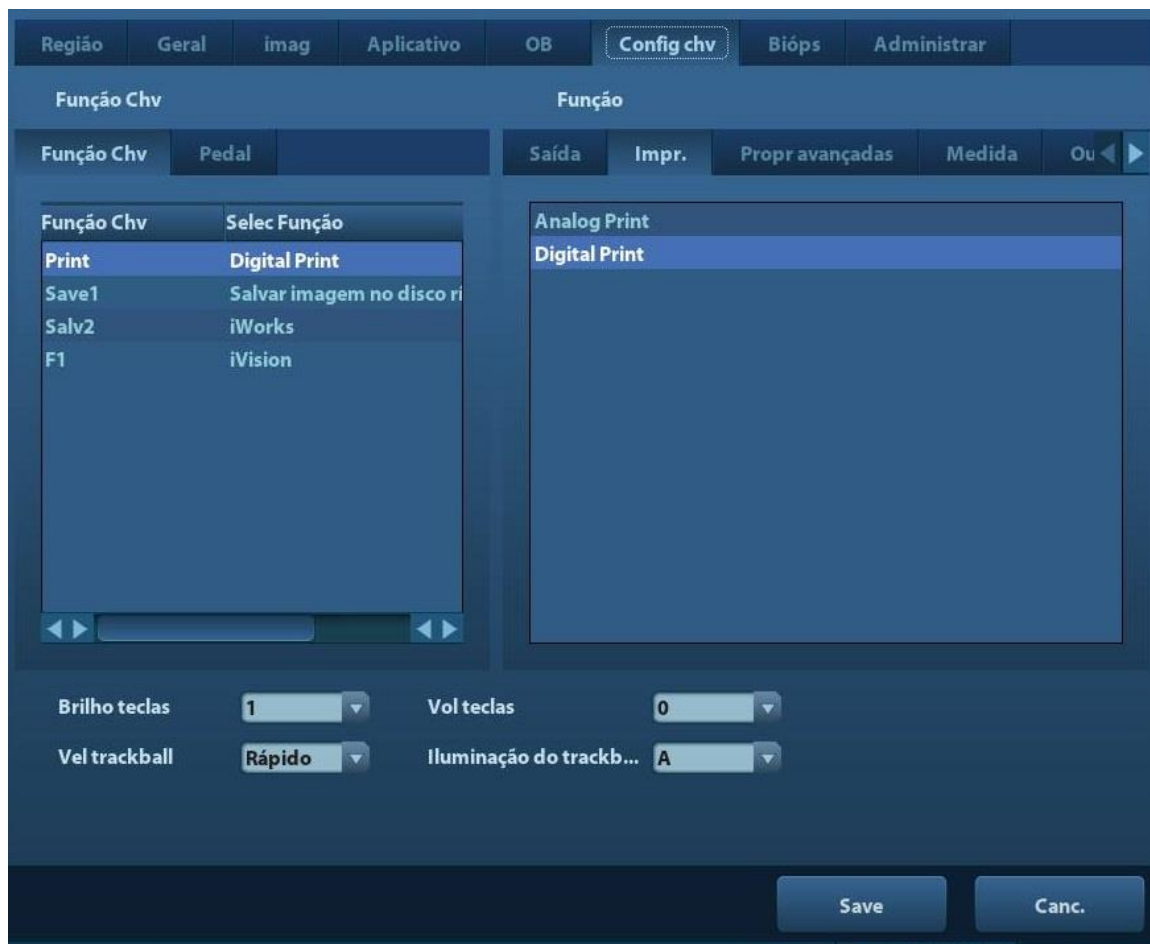 Região Geral imag Aplicativo OB Config chv Bióps Administrar
Função Chv Função
Função Chv Pedal Saída Impr. Propr avançadas Medida Ou
Função Chv Selec Função Analog Print
Print Digital Print Digital Print
Save1 Salvar imagem no disco rí
Salv2 iWorks
F1 iVision
Brilho teclas 1 Vol teclas 0
Vel trackball Rápido Iluminação do trackb... A
Save Canc.